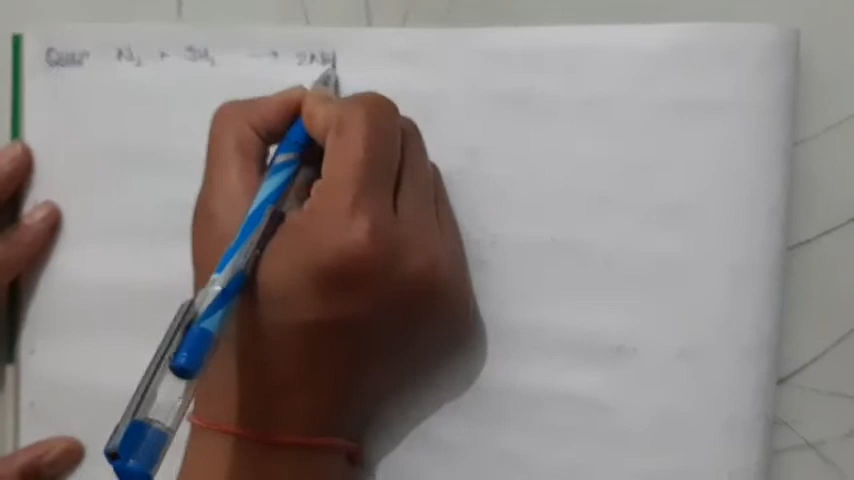 Ques N₂ + 3H₂ → 2NH